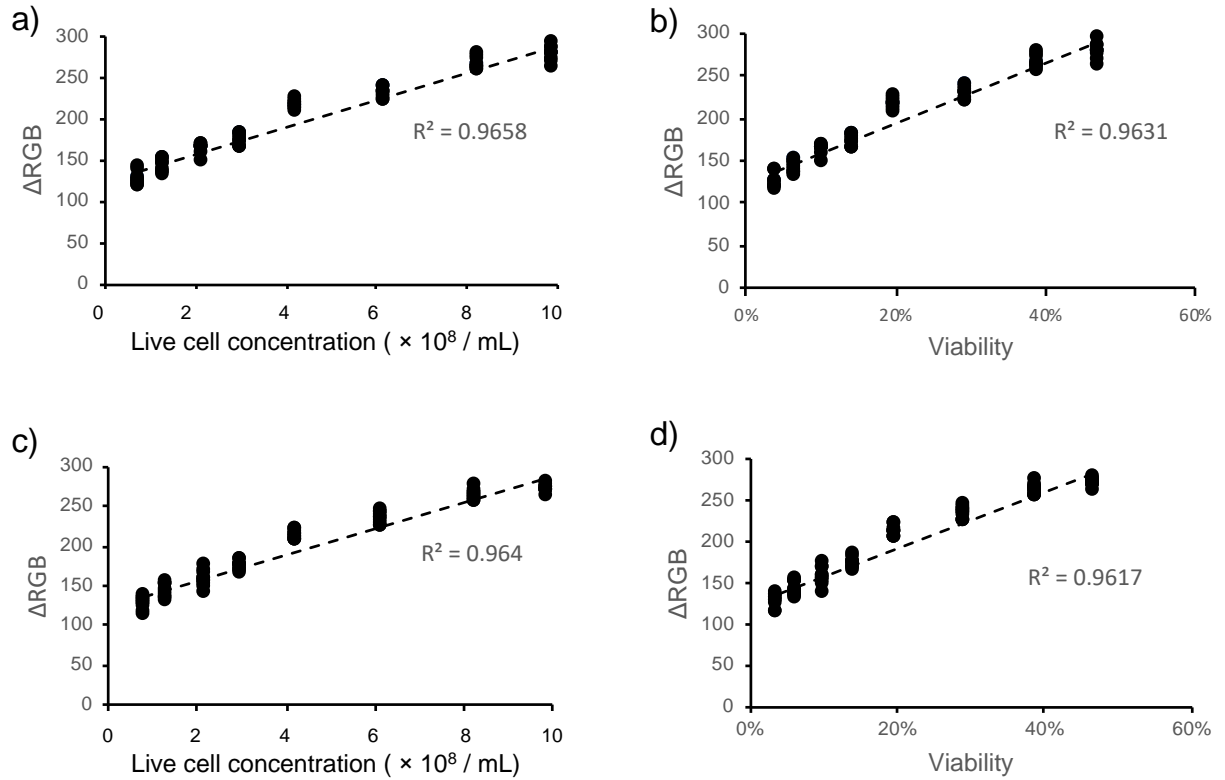 a)
300
250
200
150
100
50
0
ΔRGB
R² = 0.9658
0 2 4 6 8 10
Live cell concentration ( × 10⁸ / mL)
b)
300
250
200
150
100
50
0
ΔRGB
R² = 0.9631
0% 20% 40% 60%
Viability
c)
300
250
200
150
100
50
0
ΔRGB
R² = 0.964
0 2 4 6 8 10
Live cell concentration ( × 10⁸ / mL)
d)
300
250
200
150
100
50
0
ΔRGB
R² = 0.9617
0% 20% 40% 60%
Viability